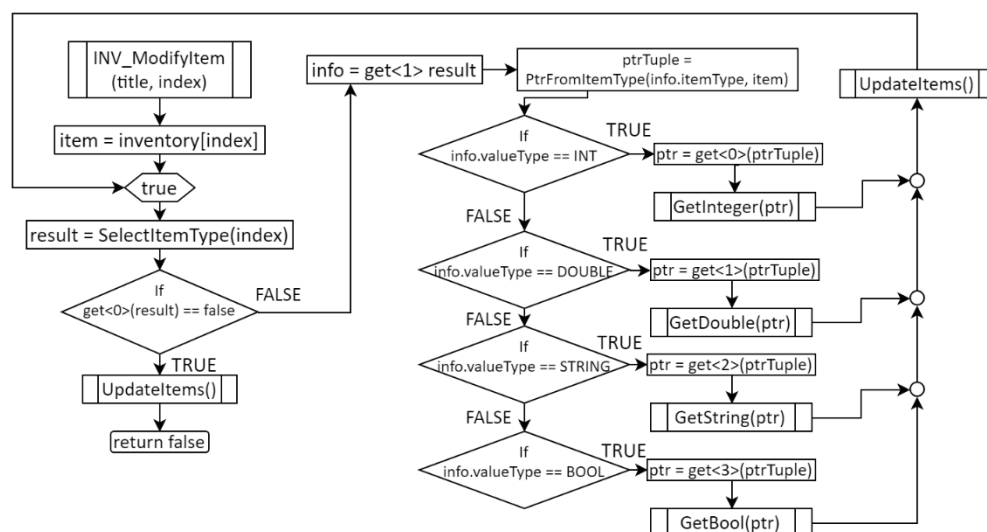 INV_ModifyItem
(title, index)
item = inventory[index]
true
result = SelectItemType(index)
If
get<0>(result) == false
FALSE
TRUE
UpdateItems()
return false
info = get<1> result
ptrTuple =
PtrFromItemType(info.itemType, item)
If
info.valueType == INT
TRUE
ptr = get<0>(ptrTuple)
GetInteger(ptr)
FALSE
If
info.valueType == DOUBLE
TRUE
ptr = get<1>(ptrTuple)
GetDouble(ptr)
FALSE
If
info.valueType == STRING
TRUE
ptr = get<2>(ptrTuple)
GetString(ptr)
FALSE
If
info.valueType == BOOL
TRUE
ptr = get<3>(ptrTuple)
GetBool(ptr)
UpdateItems()